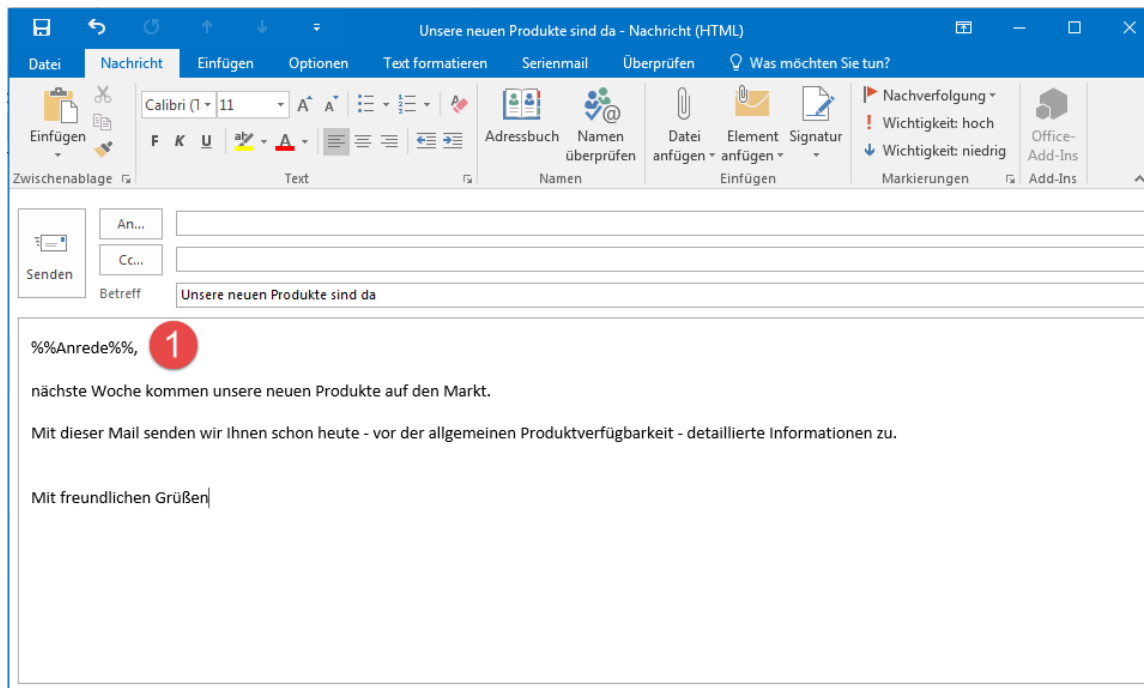 Unsere neuen Produkte sind da - Nachricht (HTML)
Datei Nachricht Einfügen Optionen Text formatieren Serienmail Überprüfen Was möchten Sie tun?
Einfügen
Calibri (T 11
F K U
Adressbuch
Namen überprüfen
Datei anfügen
Element anfügen
Signatur
Nachverfolgung
Wichtigkeit: hoch
Wichtigkeit: niedrig
Office-Add-Ins
Zwischenablage Text Namen Einfügen Markierungen Add-Ins
Senden
An...
Cc...
Betreff Unsere neuen Produkte sind da
%%Anrede%%, 1
nächste Woche kommen unsere neuen Produkte auf den Markt.
Mit dieser Mail senden wir Ihnen schon heute - vor der allgemeinen Produktverfügbarkeit - detaillierte Informationen zu.
Mit freundlichen Grüßen